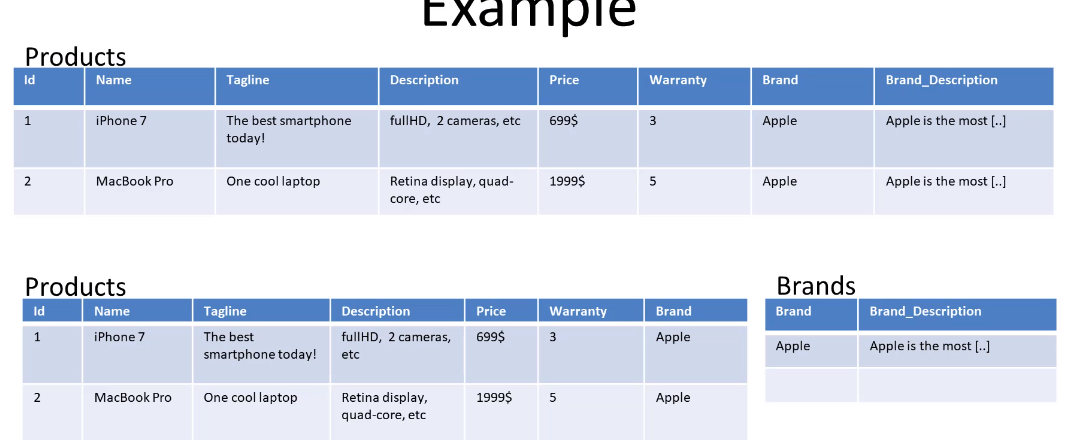 Example
Products
Id Name Tagline Description Price Warranty Brand Brand_Description
1 iPhone 7 The best smartphone fullHD, 2 cameras, etc 699$ 3 Apple Apple is the most [..]
today!
2 MacBook Pro One cool laptop Retina display, quad- 1999$ 5 Apple Apple is the most [..]
core, etc
Products
Id Name Tagline Description Price Warranty Brand
1 iPhone 7 The best fullHD, 2 cameras, 699$ 3 Apple
smartphone today! etc
2 MacBook Pro One cool laptop Retina display, 1999$ 5 Apple
quad-core, etc
Brands
Brand Brand_Description
Apple Apple is the most [..]